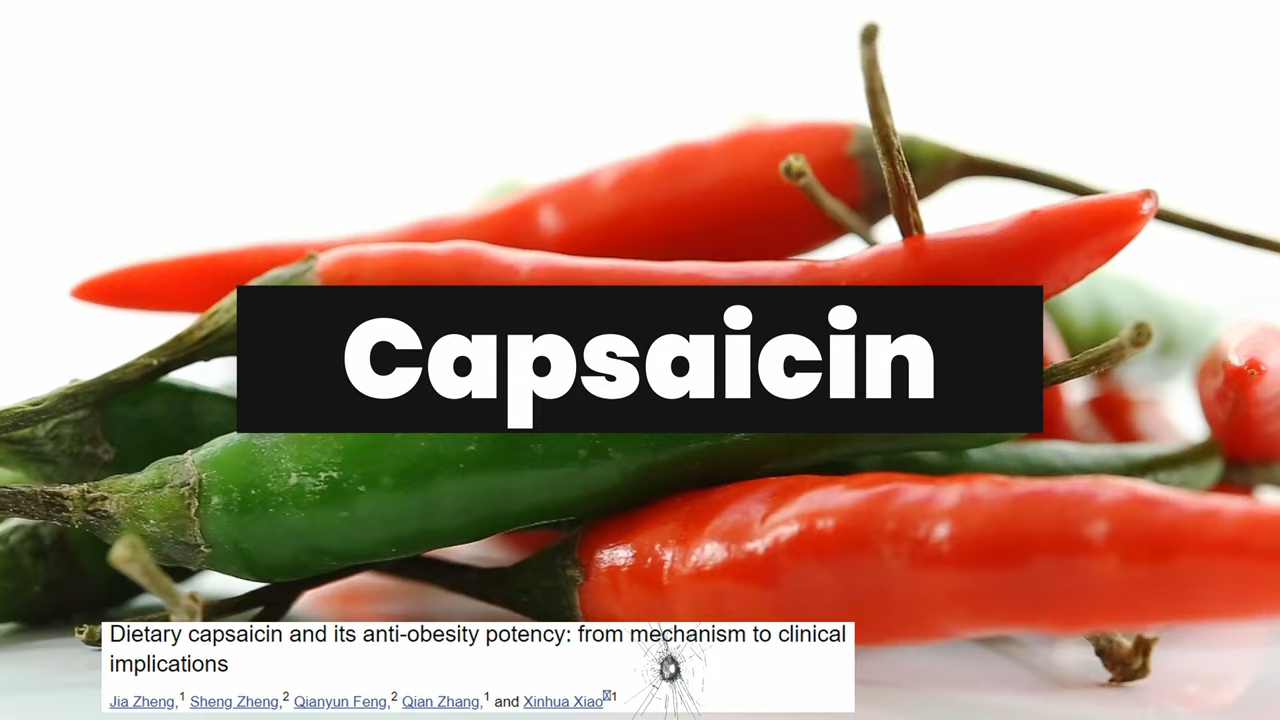 Capsaicin
Dietary capsaicin and its anti-obesity potency: from mechanism to clinical
implications
Jia Zheng,1 Sheng Zheng,2 Qianyun Feng,2 Qian Zhang,1 and Xinhua Xiao1